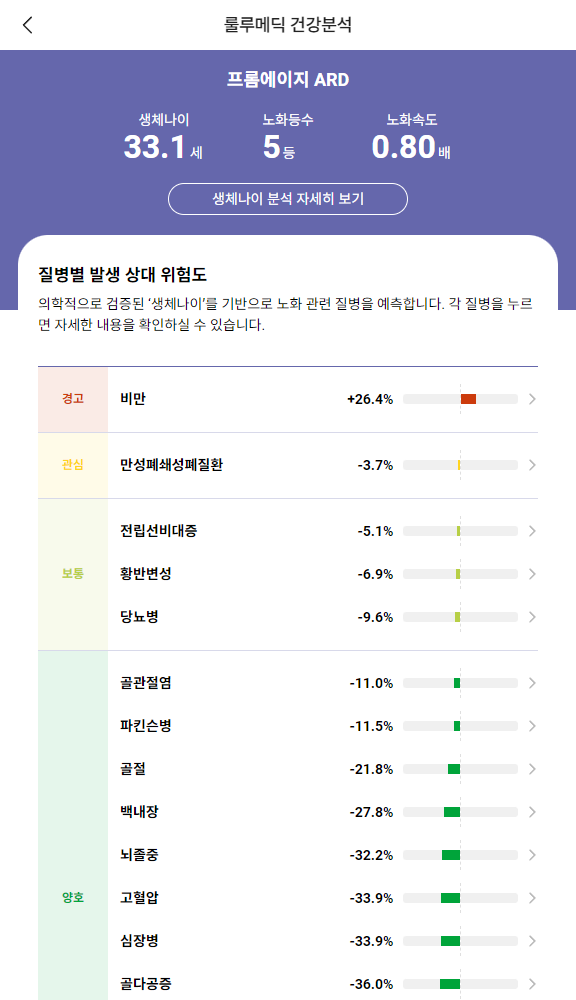 룰루메딕 건강분석
프롬에이지 ARD
생체나이 노화등수 노화속도
33.1 세 5 등 0.80 배
생체나이 분석 자세히 보기
질병별 발생 상대 위험도
의학적으로 검증된 ‘생체나이’를 기반으로 노화 관련 질병을 예측합니다. 각 질병을 누르
면 자세한 내용을 확인하실 수 있습니다.
경고 비만 +26.4%
관심 만성폐쇄성폐질환 -3.7%
전립선비대증 -5.1%
보통 황반변성 -6.9%
당뇨병 -9.6%
골관절염 -11.0%
파킨슨병 -11.5%
골절 -21.8%
백내장 -27.8%
뇌졸중 -32.2%
양호 고혈압 -33.9%
심장병 -33.9%
골다공증 -36.0%